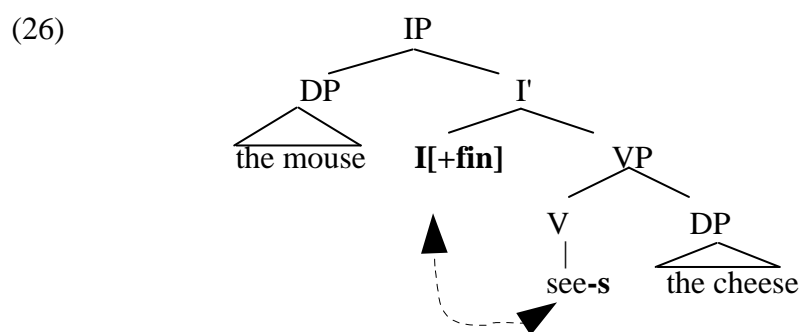 (26) IP
DP I'
the mouse I[+fin] VP
V DP
see-s the cheese